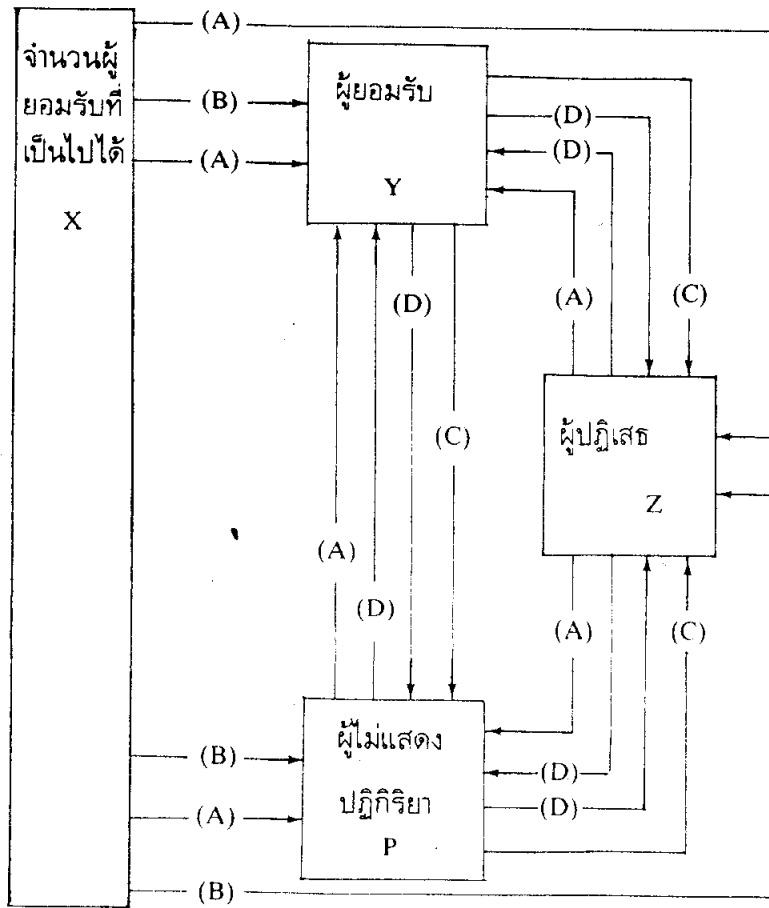 (A)
จำนวนผู้
ยอมรับที่
เป็นไปได้
X
(B)
(A)
ผู้ยอมรับ
Y
(D)
(D)
(A)
(C)
(D)
(C)
(A)
(D)
ผู้ปฏิเสธ
Z
(A)
(C)
(B)
(A)
(B)
ผู้ไม่แสดง
ปฏิกิริยา
P
(D)
(D)